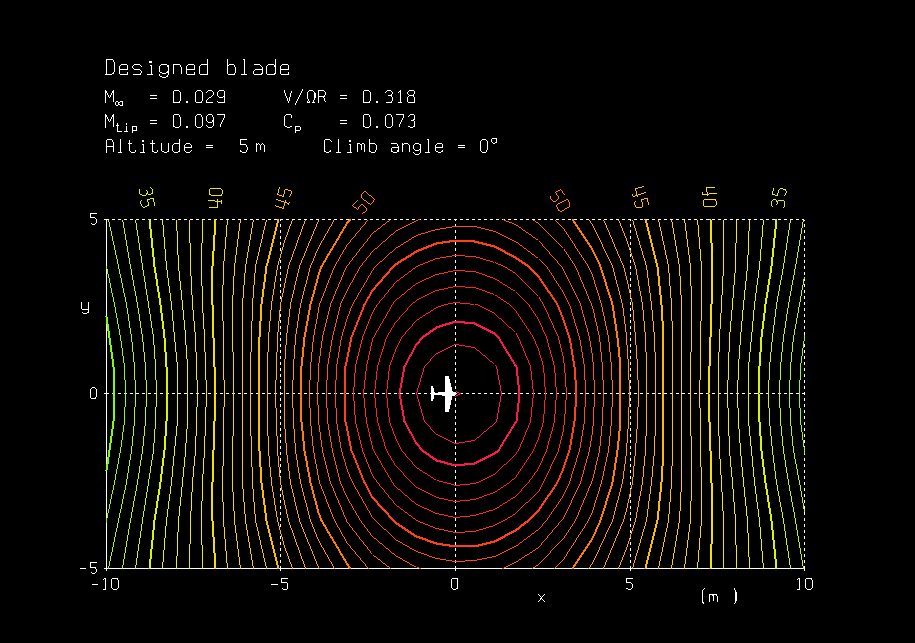 Designed blade
M∞ = 0.029 V/ΩR = 0.318
Mtip = 0.097 Cp = 0.073
Altitude = 5 m Climb angle = 0°
35 40 45 50 50 45 40 35
5
y
0
-5
-10 -5 0 5 10
x (m )